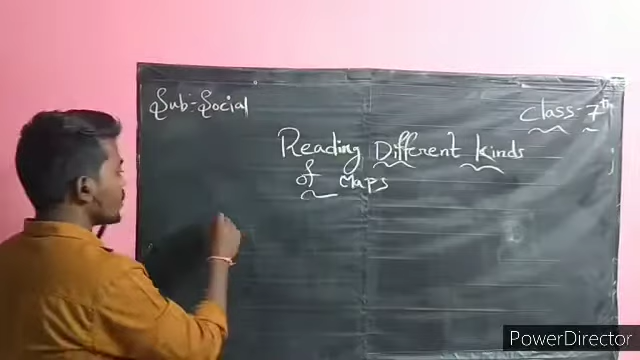 Sub:- Social
Class- 7th
Reading Different Kinds
of Maps
PowerDirector